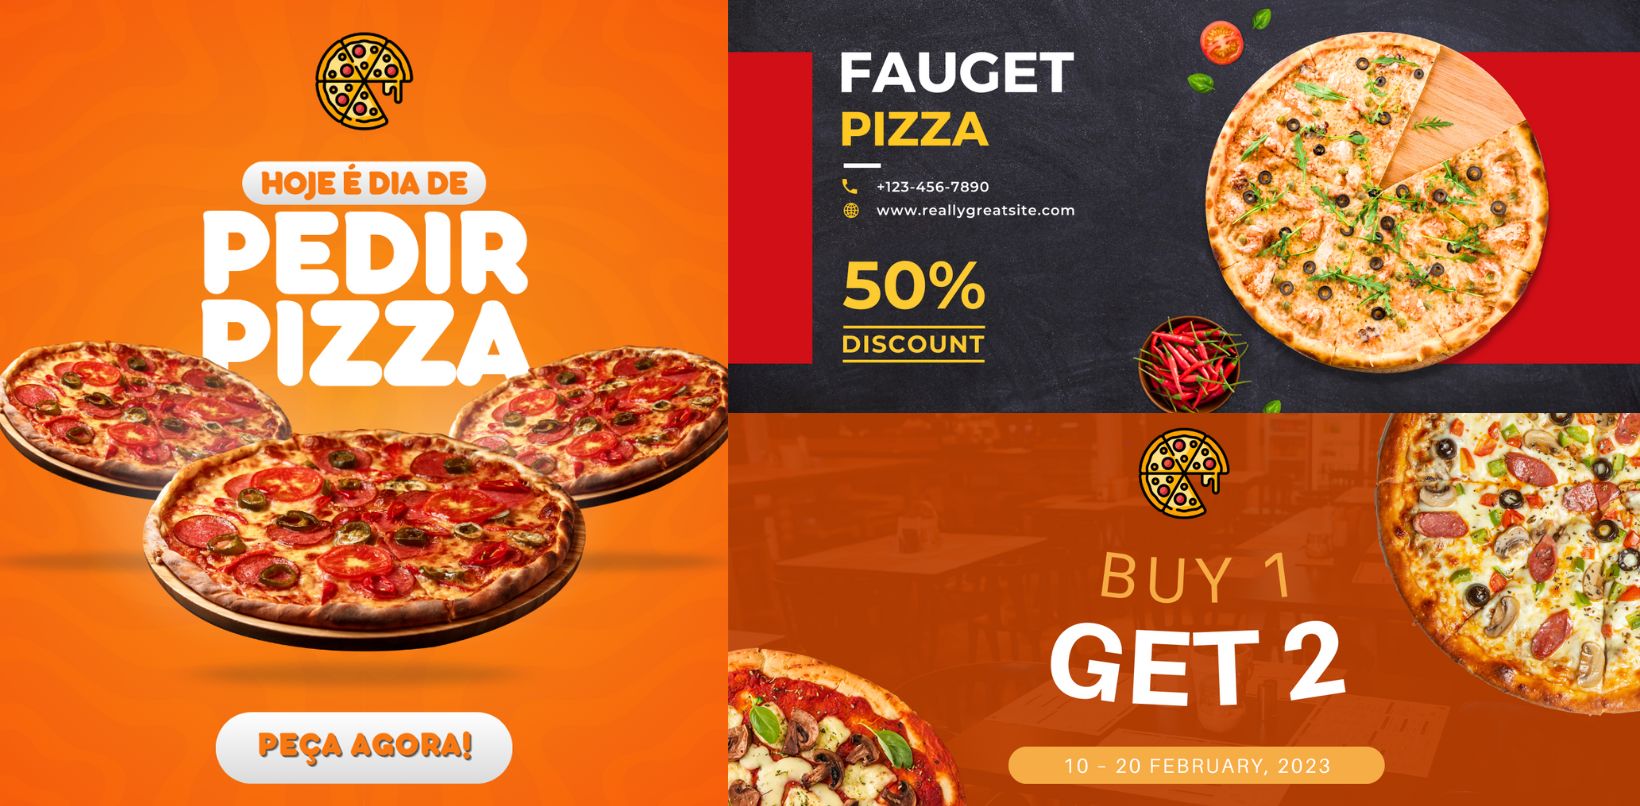 HOJE É DIA DE
PEDIR
PIZZA
PEÇA AGORA!
FAUGET
PIZZA
+123-456-7890
www.reallygreatsite.com
50%
DISCOUNT
BUY 1
GET 2
10 – 20 FEBRUARY, 2023